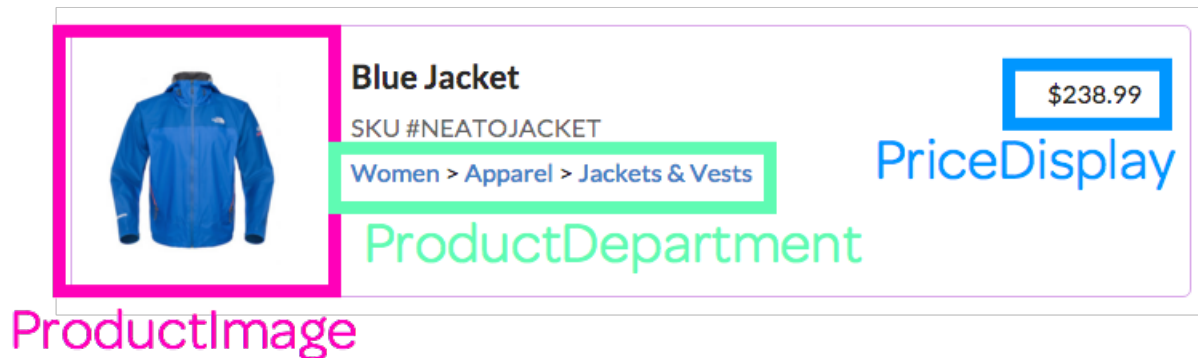 Blue Jacket
$238.99
SKU #NEATOJACKET
Women > Apparel > Jackets & Vests
PriceDisplay
ProductDepartment
ProductImage